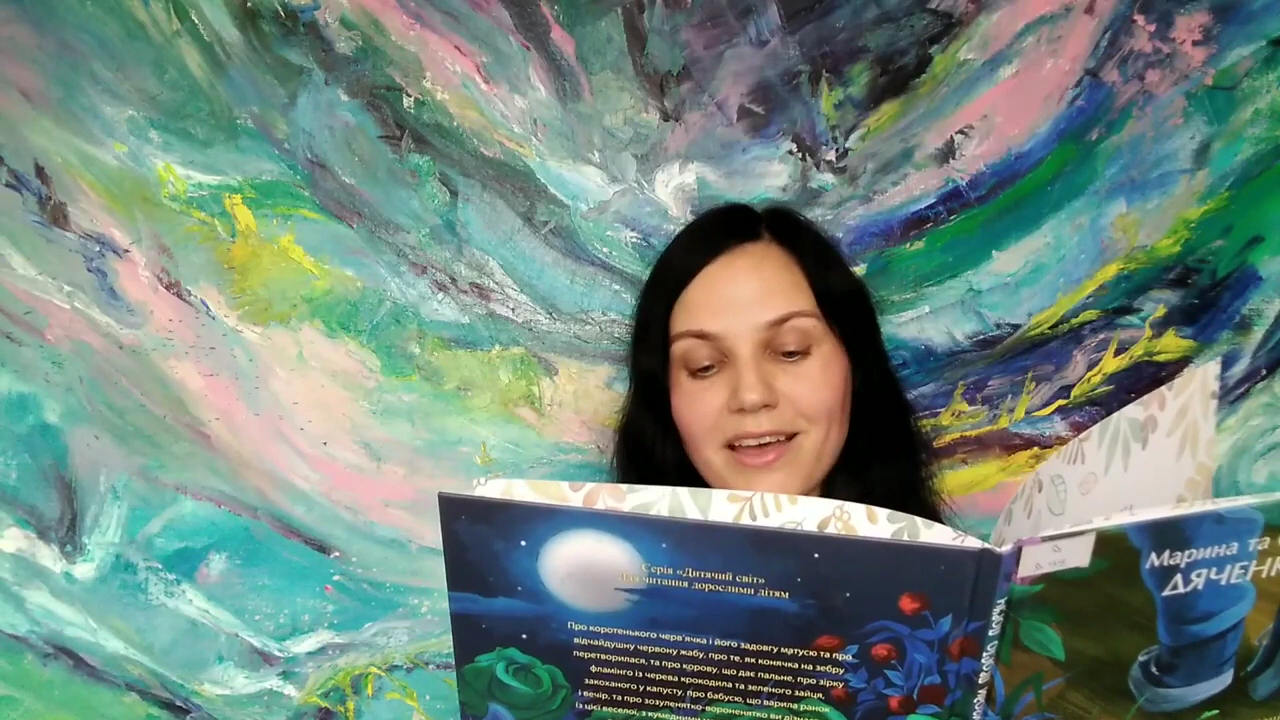 Серія «Дитячий світ»
Для читання дорослими дітям
Про коротенького черв'ячка і його задовгу матусю та про
відчайдушну червону жабу, про те, як конячка на зебру
перетворилася, та про корову, що дає пальне, про зірку
фламінго із черева крокодила та зеленого зайця,
закоханого у капусту, про бабусю, що варила ранок
і вечір, та про зозуленятко-вороненятко ви дізнаєтесь
із цієї веселої, з кумедними
Марина та
ДЯЧЕНК